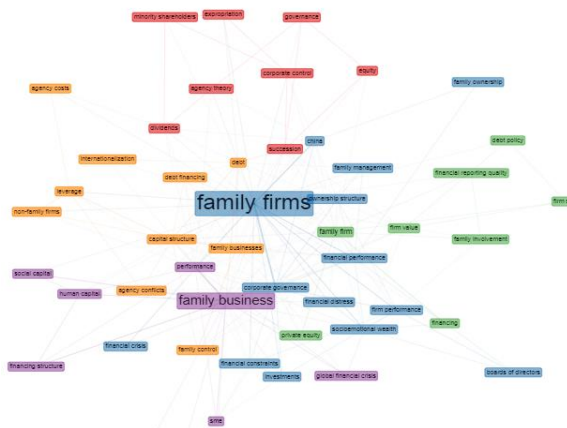 minority shareholders
expropriation
governance
corporate control
equity
agency costs
agency theory
family ownership
dividends
china
debt policy
succession
internationalization
debt
family management
financial reporting quality
debt financing
leverage
family firms
ownership structure
firm
non-family firms
family firm
firm value
capital structure
family businesses
family involvement
financial performance
social capital
performance
human capital
agency conflicts
corporate governance
family business
financial distress
firm performance
financing
socioemotional wealth
private equity
financial crisis
family control
financing structure
financial constraints
investments
global financial crisis
boards of directors
sme